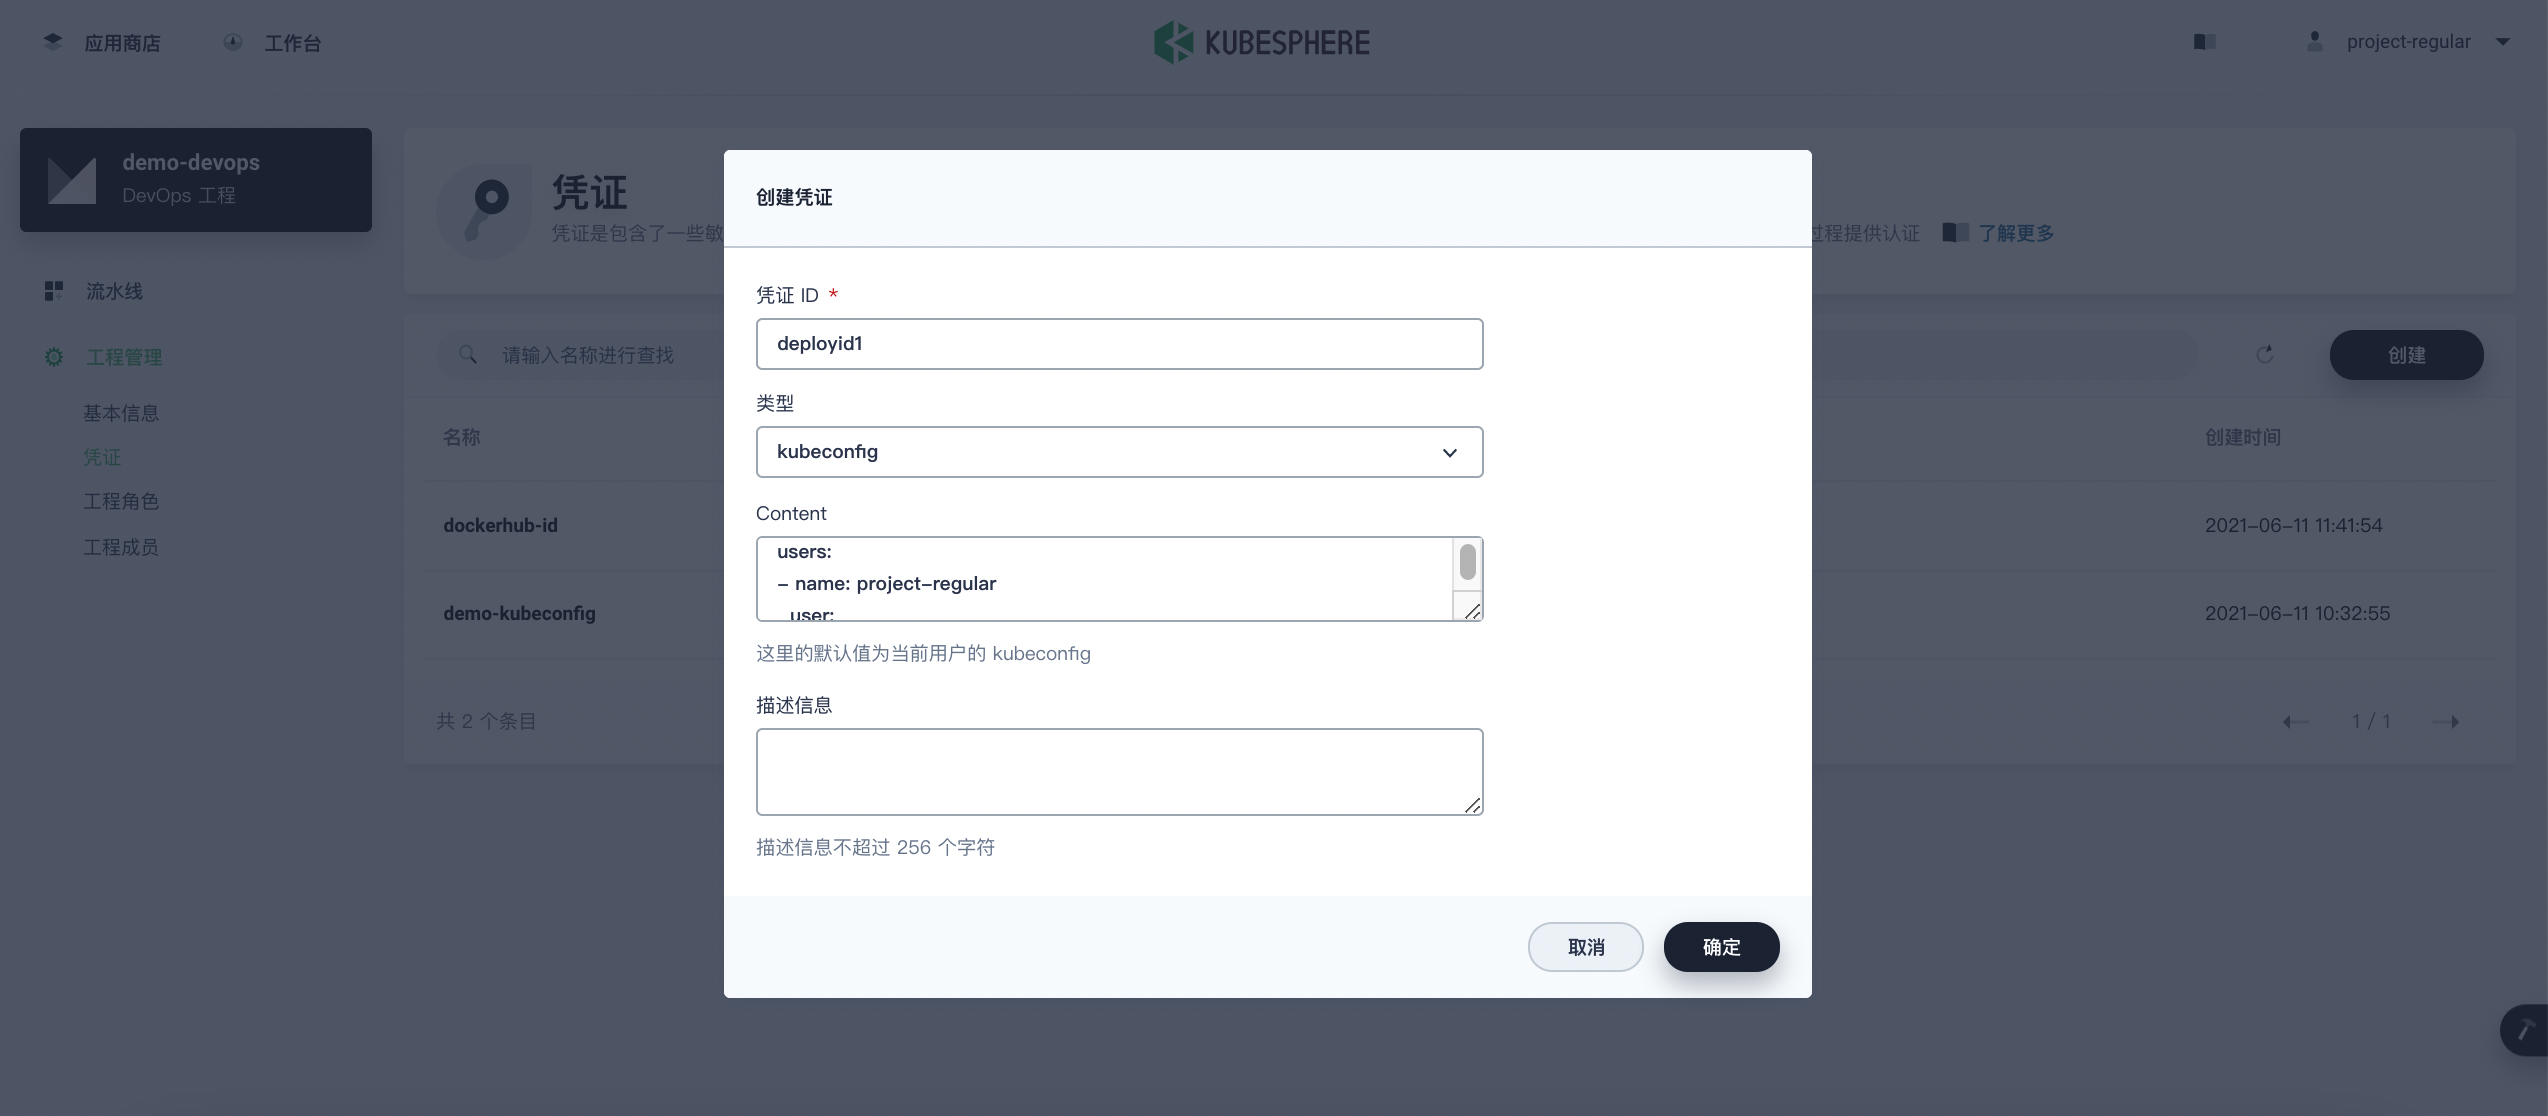 应用商店
工作台
KUBESPHERE
project-regular
demo-devops
DevOps 工程
流水线
工程管理
基本信息
凭证
工程角色
工程成员
凭证
凭证是包含了一些敏
过程提供认证
了解更多
请输入名称进行查找
创建
名称
创建时间
dockerhub-id
2021-06-11 11:41:54
demo-kubeconfig
2021-06-11 10:32:55
共 2 个条目
1 / 1
创建凭证
凭证 ID *
deployid1
类型
kubeconfig
Content
users:
- name: project-regular
user:
这里的默认值为当前用户的 kubeconfig
描述信息
描述信息不超过 256 个字符
取消
确定